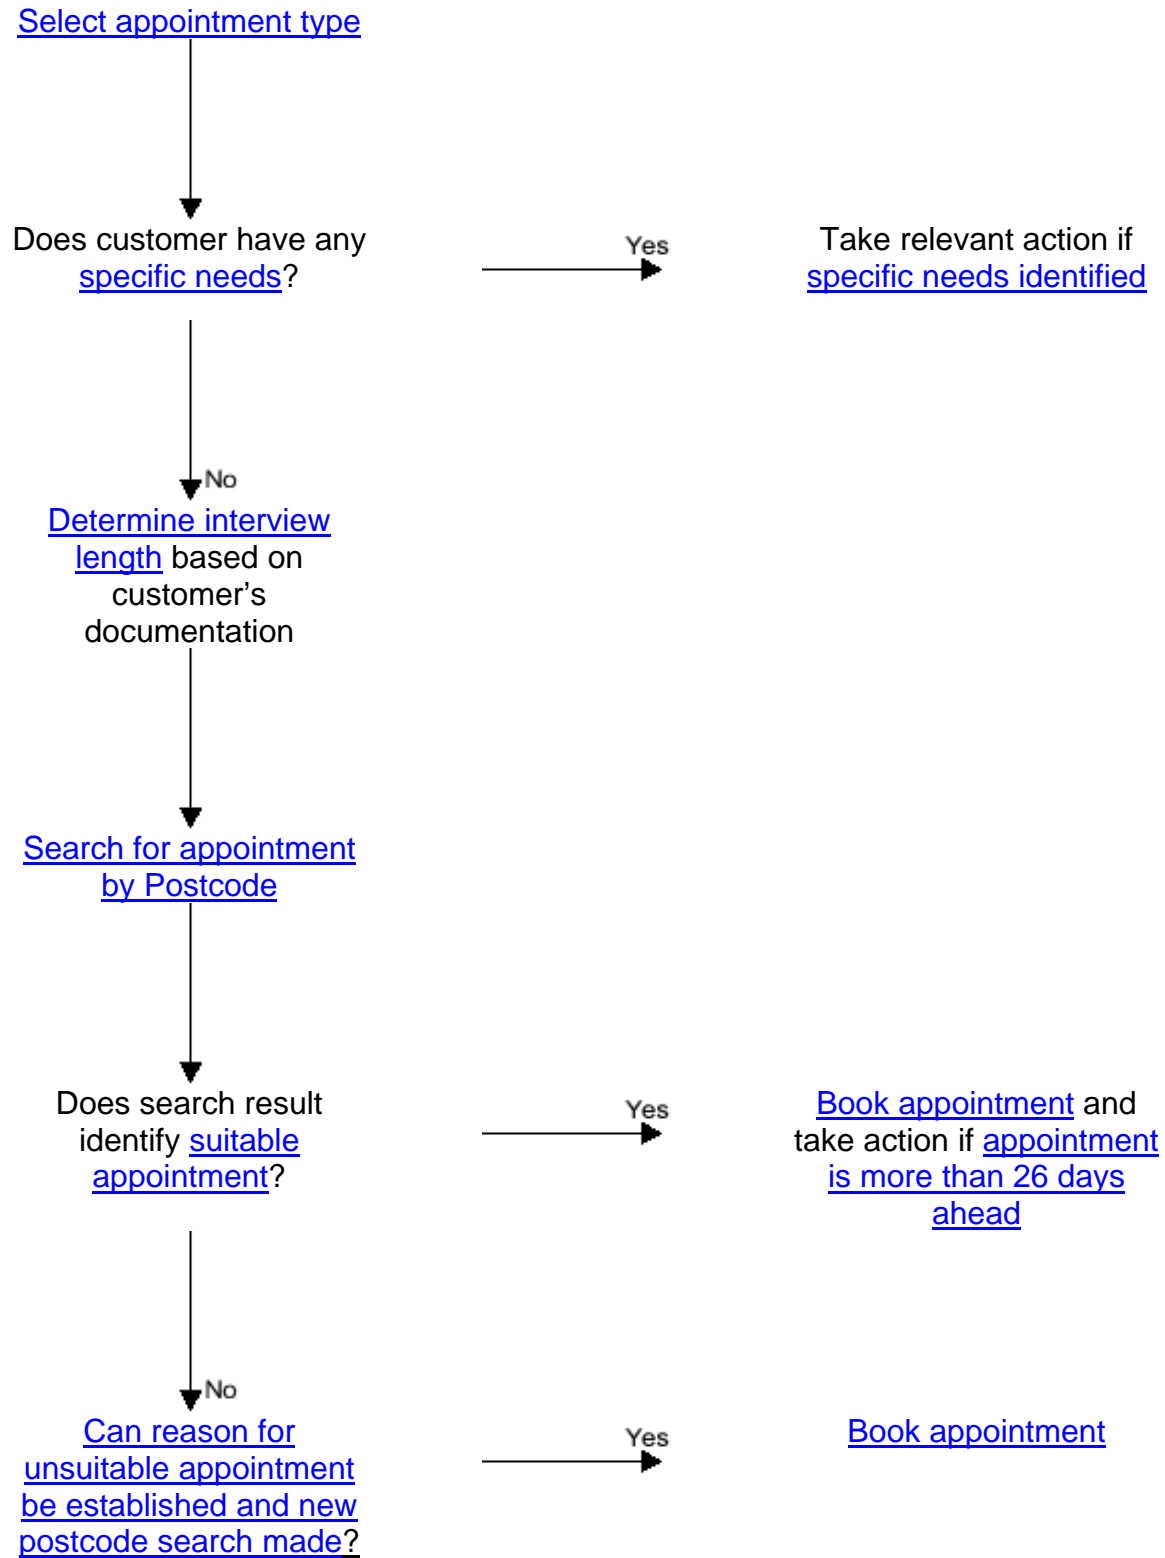 Select appointment type
Does customer have any
specific needs?
Yes
Take relevant action if
specific needs identified
No
Determine interview
length based on
customer’s
documentation
Search for appointment
by Postcode
Does search result
identify suitable
appointment?
Yes
Book appointment and
take action if appointment
is more than 26 days
ahead
No
Can reason for
unsuitable appointment
be established and new
postcode search made?
Yes
Book appointment